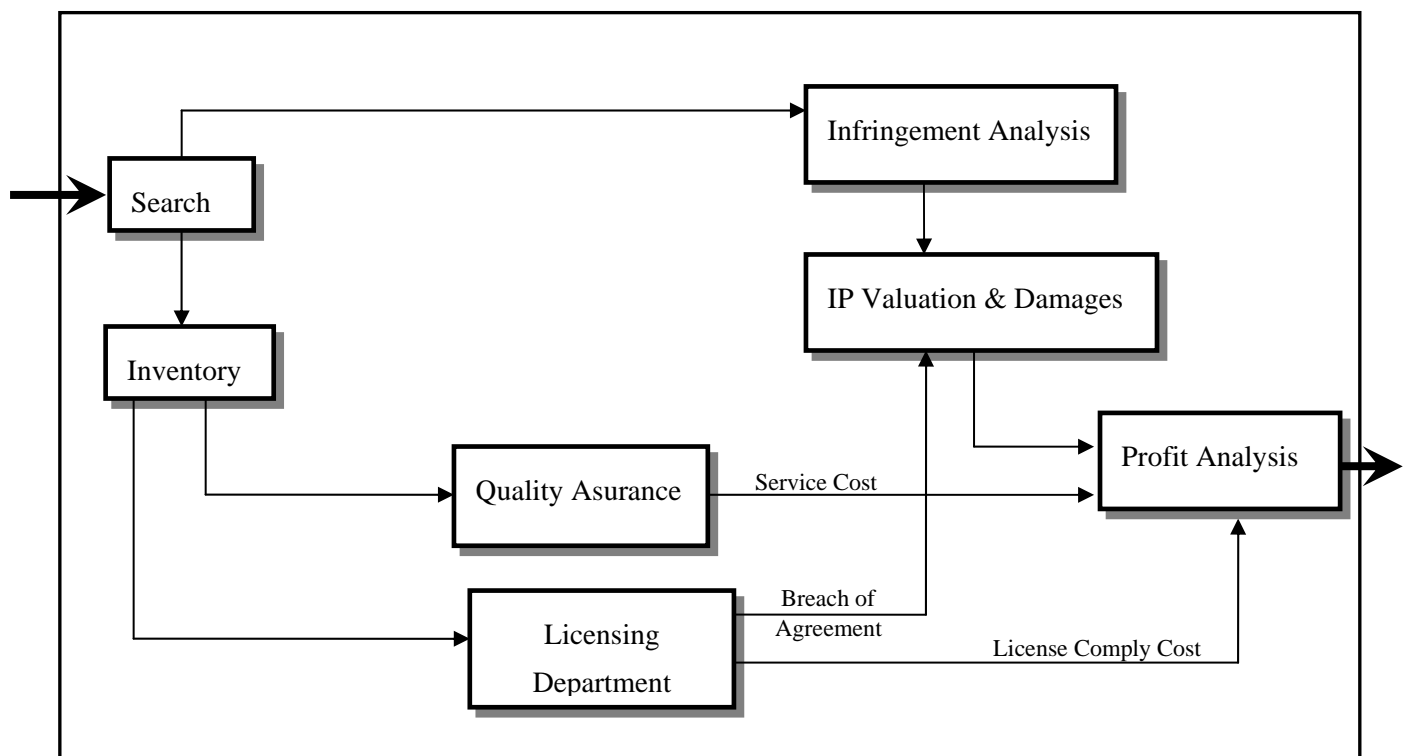 Infringement Analysis
Search
IP Valuation & Damages
Inventory
Profit Analysis
Quality Asurance
Service Cost
Breach of
Agreement
Licensing
Department
License Comply Cost